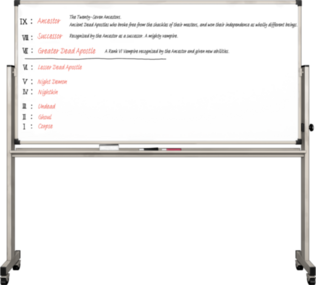 IX : Ancestor The Twenty-Seven Ancestors.
Ancient Dead Apostles who broke free from the shackles of their masters, and won their independence as wholly different beings.
VIII : Successor Recognized by the Ancestor as a successor. A mighty vampire.
VII : Greater Dead Apostle A Rank VI Vampire recognized by the Ancestor and given new abilities.
VI : Lesser Dead Apostle
V : Night Demon
IV : Nightkin
III : Undead
II : Ghoul
I : Corpse